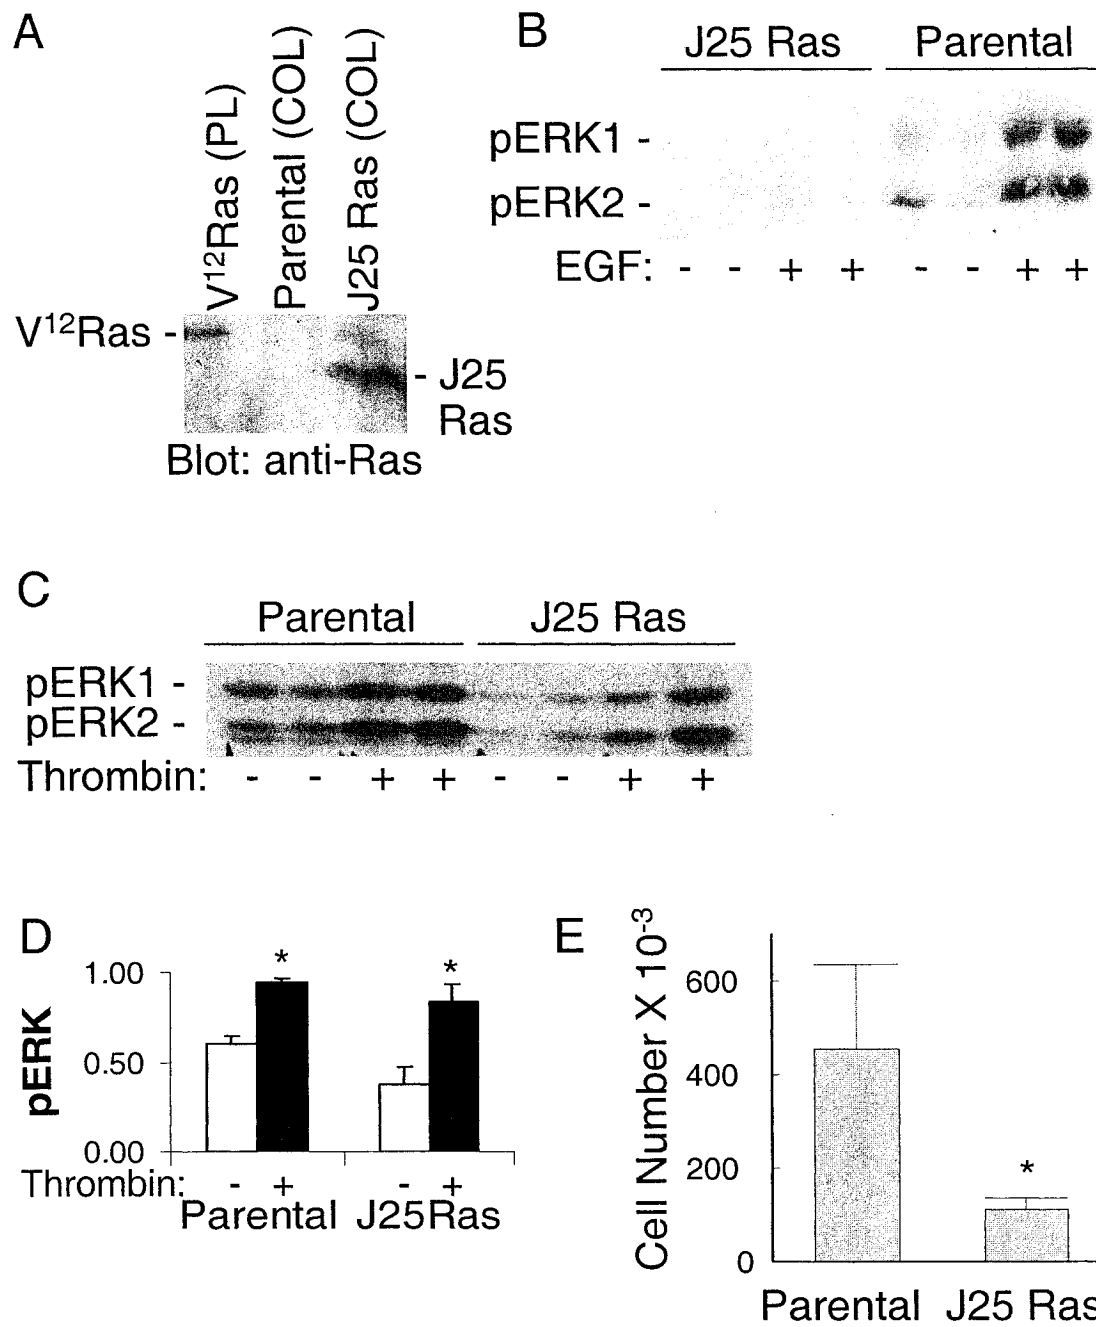 A
V¹²Ras (PL)
Parental (COL)
J25 Ras (COL)
V¹²Ras -
- J25
Ras
Blot: anti-Ras
B
J25 Ras Parental
pERK1 -
pERK2 -
EGF: - - + + - - + +
C
Parental J25 Ras
pERK1 -
pERK2 -
Thrombin: - - + + - - + +
D
pERK
1.00
0.50
0.00
* *
Thrombin: - + - +
Parental J25Ras
E
Cell Number X 10⁻³
600
400
200
0
*
Parental J25 Ras